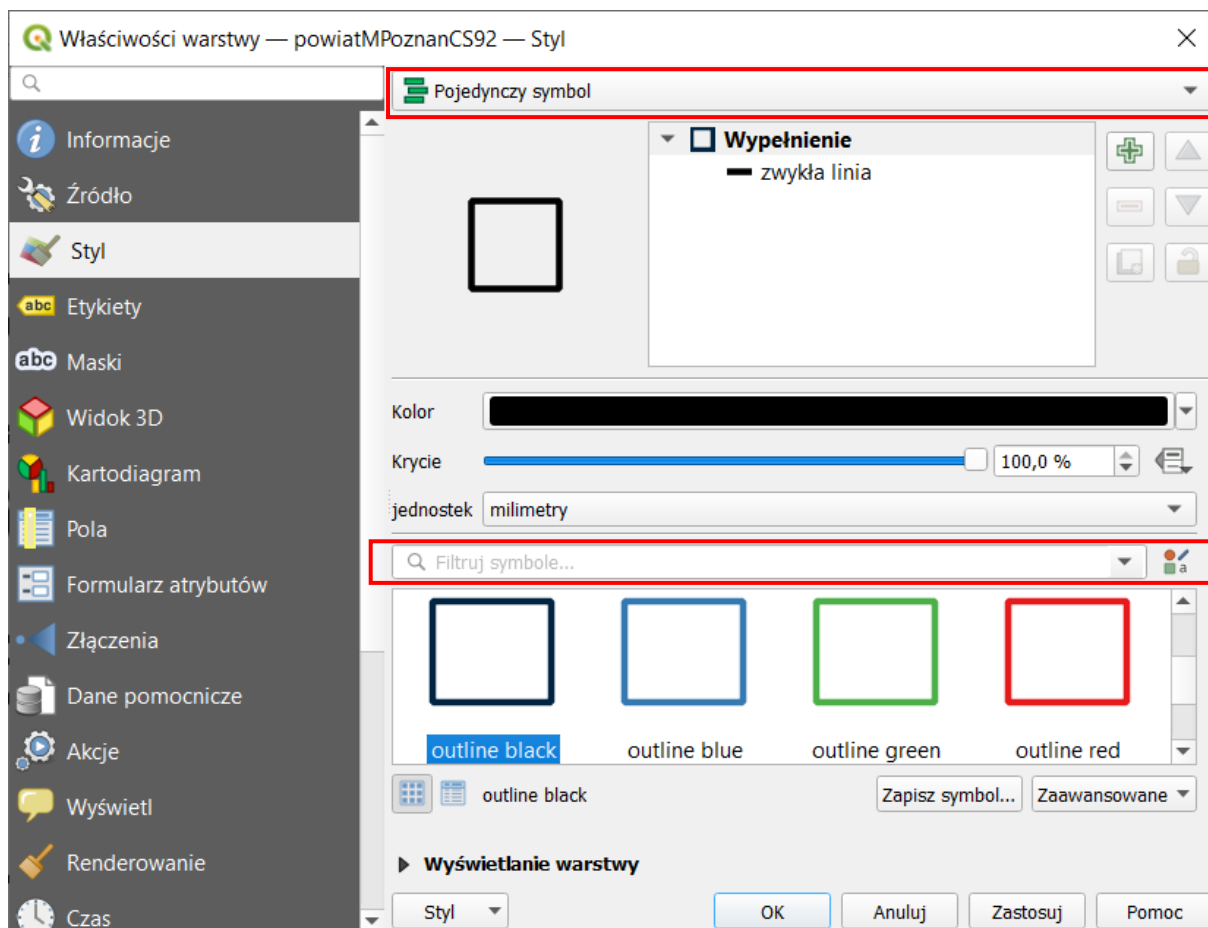 Właściwości warstwy — powiatMPoznanCS92 — Styl
Informacje
Źródło
Styl
Etykiety
Maski
Widok 3D
Kartodiagram
Pola
Formularz atrybutów
Złączenia
Dane pomocnicze
Akcje
Wyświetl
Renderowanie
Czas
Pojedynczy symbol
Wypełnienie
zwykła linia
Kolor
Krycie 100,0 %
jednostek milimetry
Filtruj symbole...
outline black outline blue outline green outline red
outline black Zapisz symbol... Zaawansowane
Wyświetlanie warstwy
Styl OK Anuluj Zastosuj Pomoc